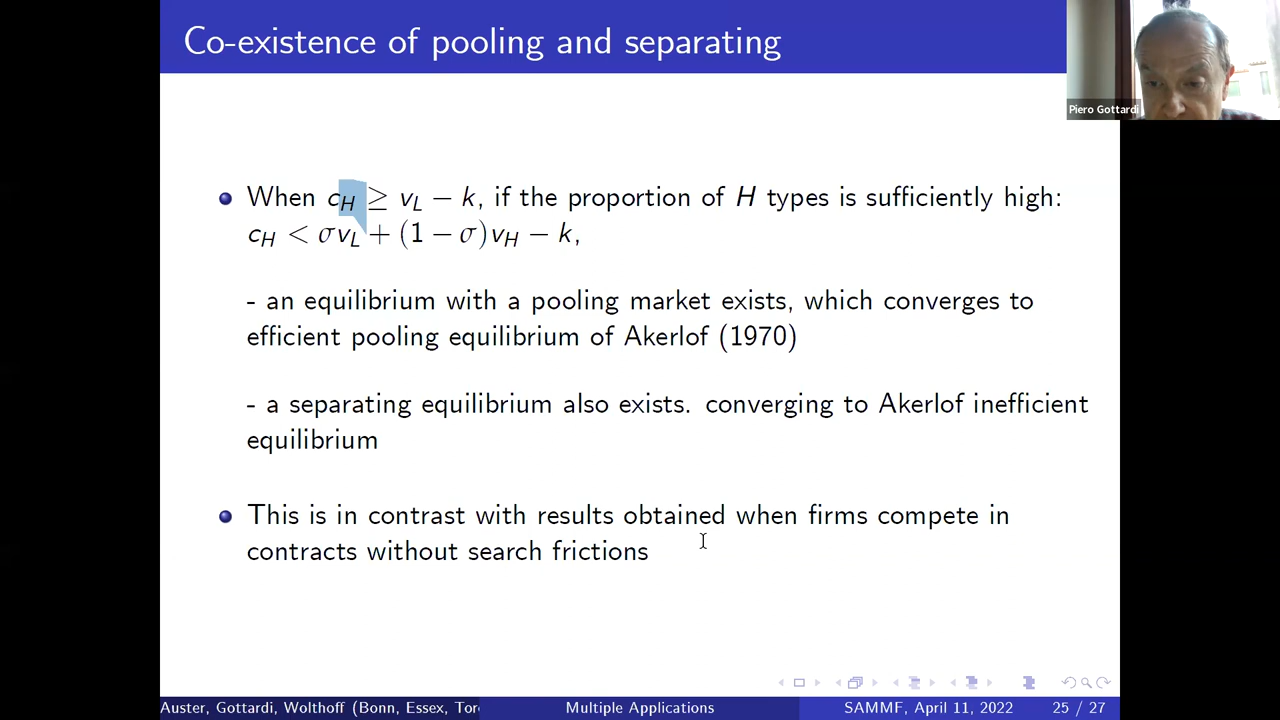 Co-existence of pooling and separating
Piero Gottardi
When c_H ≥ v_L − k, if the proportion of H types is sufficiently high:
c_H < σv_L + (1 − σ)v_H − k,
- an equilibrium with a pooling market exists, which converges to
efficient pooling equilibrium of Akerlof (1970)
- a separating equilibrium also exists. converging to Akerlof inefficient
equilibrium
This is in contrast with results obtained when firms compete in
contracts without search frictions
Auster, Gottardi, Wolthoff (Bonn, Essex, Tor
Multiple Applications
SAMMF, April 11, 2022
25 / 27